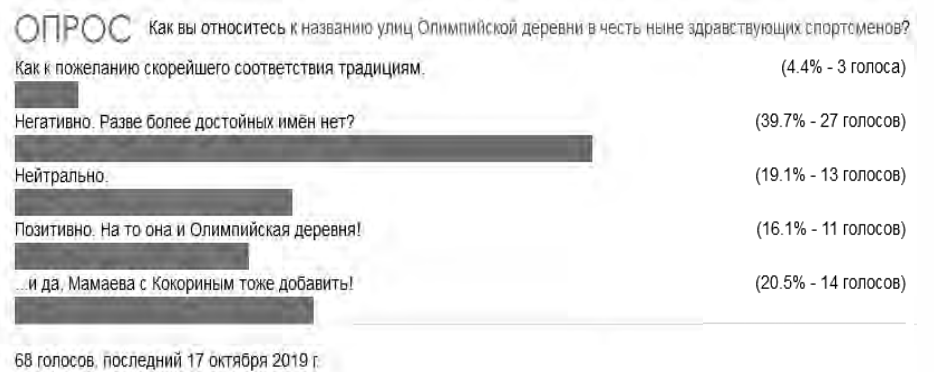 ОПРОС Как вы относитесь к названию улиц Олимпийской деревни в честь ныне здравствующих спортсменов?
Как к пожеланию скорейшего соответствия традициям. (4.4% - 3 голоса)
Негативно. Разве более достойных имён нет? (39.7% - 27 голосов)
Нейтрально. (19.1% - 13 голосов)
Позитивно. На то она и Олимпийская деревня! (16.1% - 11 голосов)
...и да, Мамаева с Кокориным тоже добавить! (20.5% - 14 голосов)
68 голосов, последний 17 октября 2019 г.